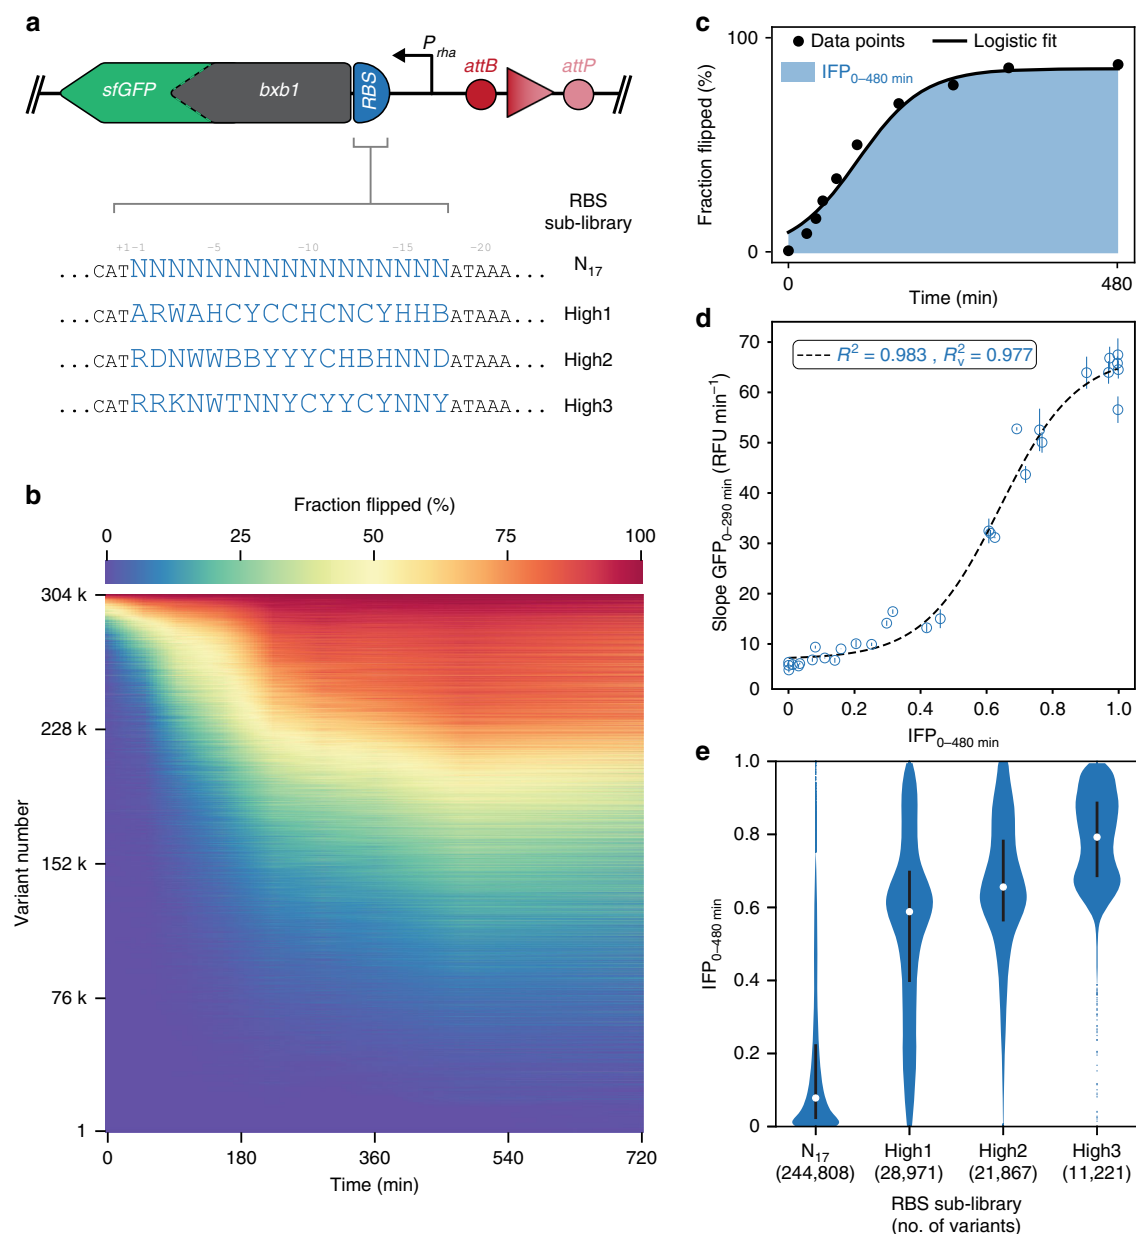 a
P rha
sfGFP
bxb1
RBS
attB
attP
RBS
sub-library
+1 −1 −5 −10 −15 −20
...CATNNNNNNNNNNNNNNNNNATAAA... N17
...CATARWAHCYCCHCNCYHHBATAAA... High1
...CATRDNWWBBYYYCHBHNNDATAAA... High2
...CATRRKNWTNNYCYYCYNNYATAAA... High3
b
Fraction flipped (%)
0 25 50 75 100
304 k
228 k
152 k
76 k
1
Variant number
0 180 360 540 720
Time (min)
c
Data points
Logistic fit
IFP0–480 min
100
0
Fraction flipped (%)
0 480
Time (min)
d
R² = 0.983 , R²v = 0.977
70
60
50
40
30
20
10
0
Slope GFP0–290 min (RFU min−1)
0 0.2 0.4 0.6 0.8 1.0
IFP0–480 min
e
1.0
0.8
0.6
0.4
0.2
0
IFP0–480 min
N17 High1 High2 High3
(244,808) (28,971) (21,867) (11,221)
RBS sub-library
(no. of variants)